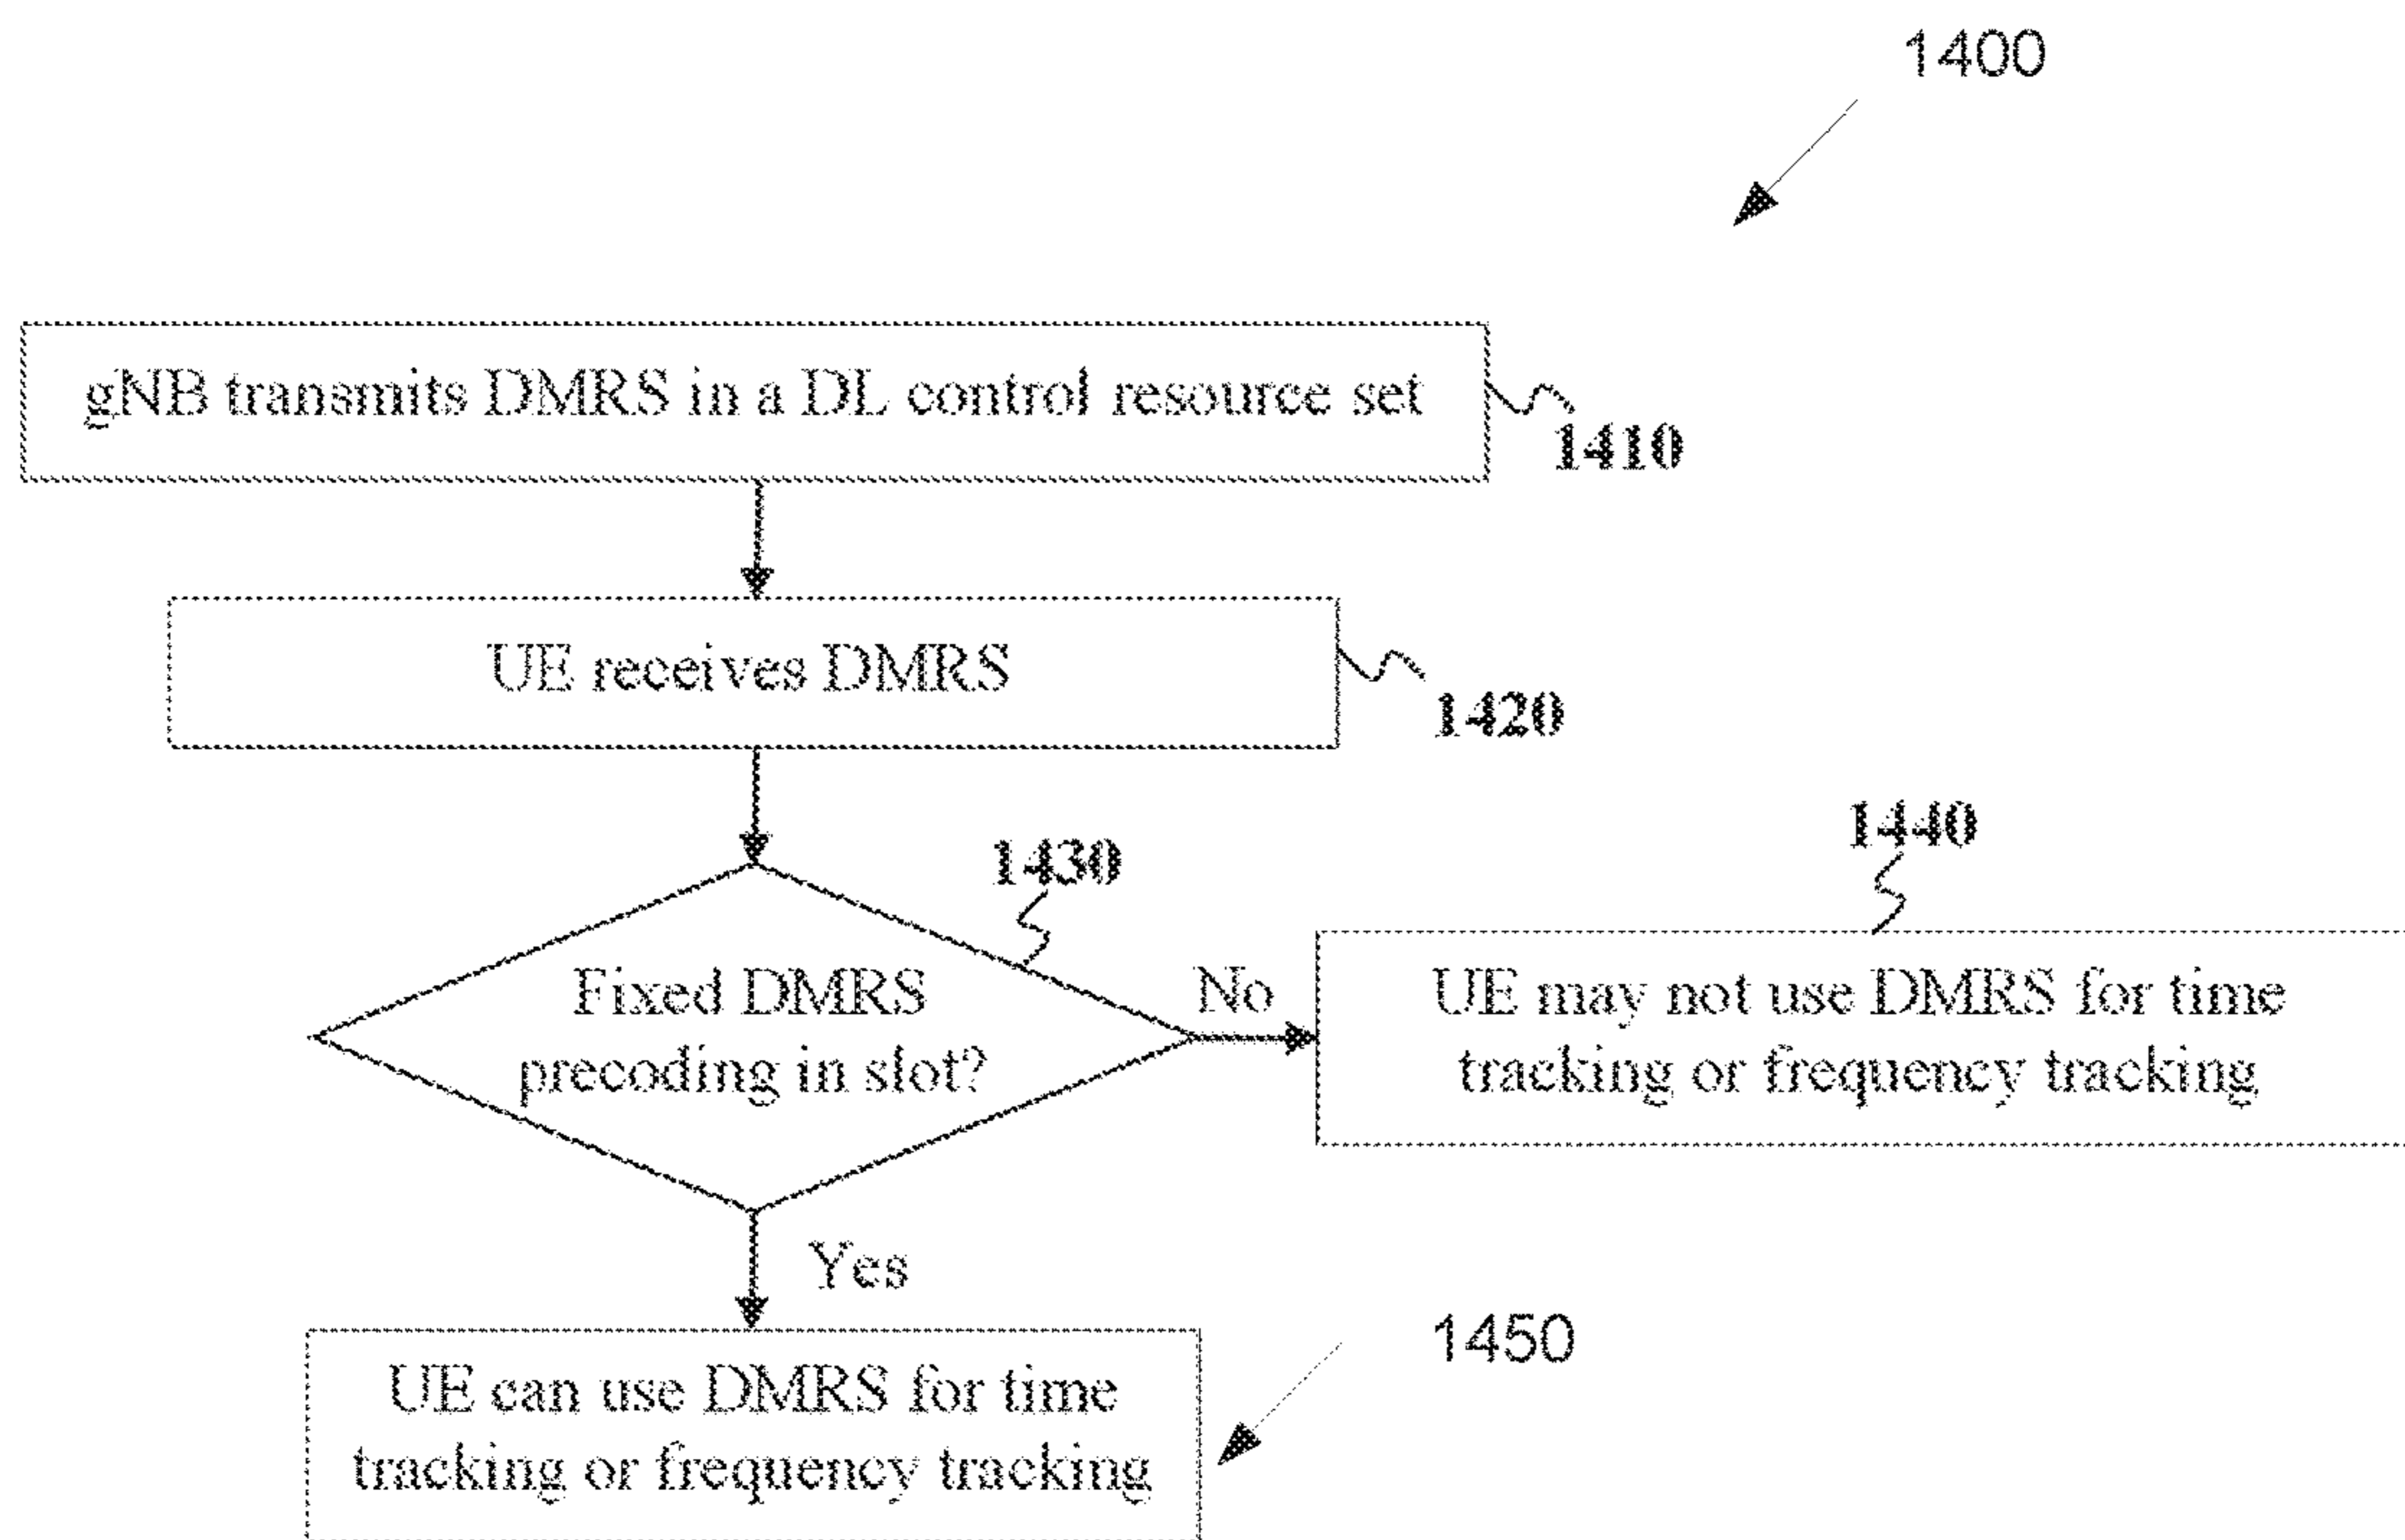 1400
gNB transmits DMRS in a DL control resource set
1410
UE receives DMRS
1420
1430
1440
Fixed DMRS
precoding in slot?
No
UE may not use DMRS for time
tracking or frequency tracking
Yes
1450
UE can use DMRS for time
tracking or frequency tracking